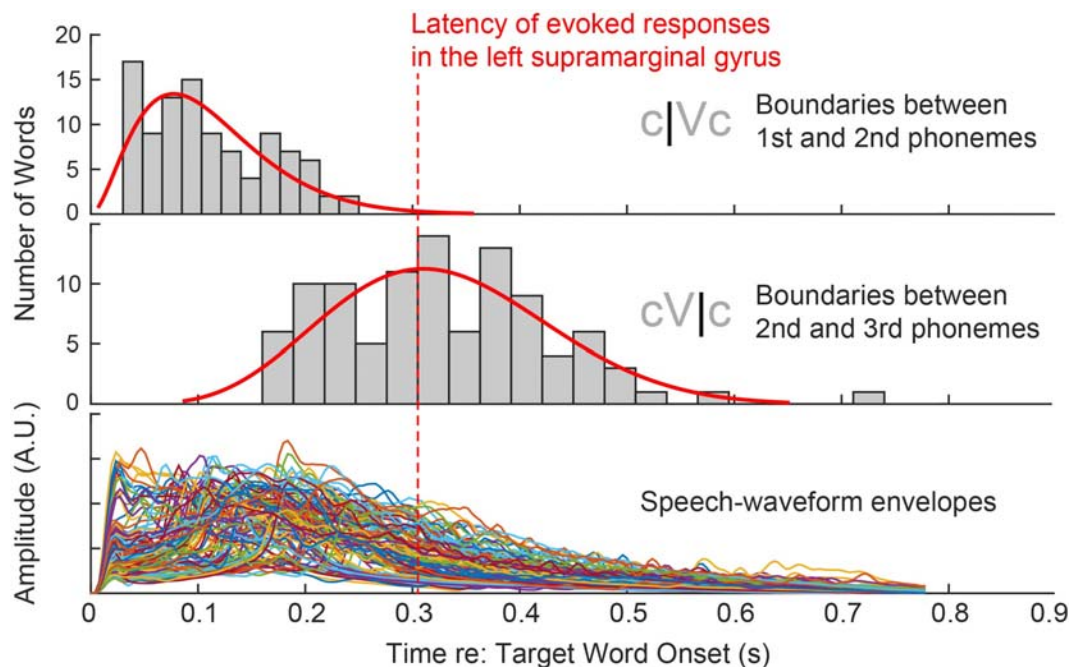 Latency of evoked responses
in the left supramarginal gyrus
20
15
10
5
0
Number of Words
c|Vc
Boundaries between
1st and 2nd phonemes
10
5
0
cV|c
Boundaries between
2nd and 3rd phonemes
Amplitude (A.U.)
Speech-waveform envelopes
0 0.1 0.2 0.3 0.4 0.5 0.6 0.7 0.8 0.9
Time re: Target Word Onset (s)